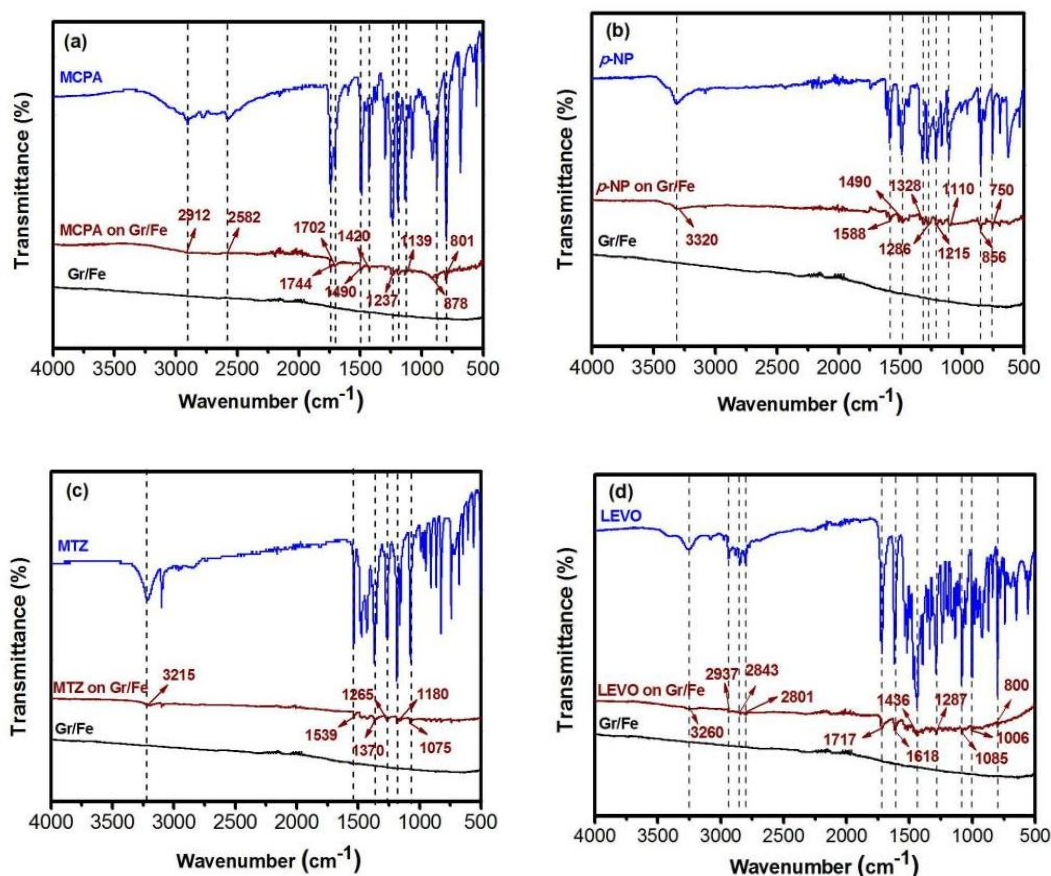 (a)
MCPA
MCPA on Gr/Fe
Gr/Fe
2912
2582
1702
1420
1139
801
1744
1490
1237
878
Transmittance (%)
4000 3500 3000 2500 2000 1500 1000 500
Wavenumber (cm⁻¹)
(b)
p-NP
p-NP on Gr/Fe
Gr/Fe
1490
1328
1110
750
3320
1588
1286
1215
856
Transmittance (%)
4000 3500 3000 2500 2000 1500 1000 500
Wavenumber (cm⁻¹)
(c)
MTZ
MTZ on Gr/Fe
Gr/Fe
3215
1265
1180
1539
1370
1075
Transmittance (%)
4000 3500 3000 2500 2000 1500 1000 500
Wavenumber (cm⁻¹)
(d)
LEVO
LEVO on Gr/Fe
Gr/Fe
2937
2843
2801
1436
1287
800
3260
1717
1618
1006
1085
Transmittance (%)
4000 3500 3000 2500 2000 1500 1000 500
Wavenumber (cm⁻¹)